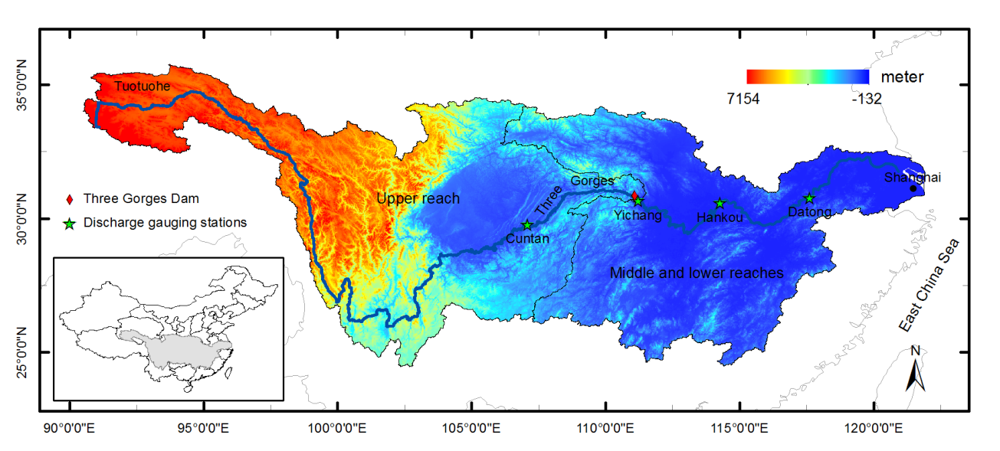 meter
7154
-132
Tuotuohe
Shanghai
Gorges
Three
Upper reach
Three Gorges Dam
Discharge gauging stations
Yichang
Hankou
Datong
Cuntan
Middle and lower reaches
East China Sea
N
35°0'0"N
30°0'0"N
25°0'0"N
90°0'0"E
95°0'0"E
100°0'0"E
105°0'0"E
110°0'0"E
115°0'0"E
120°0'0"E